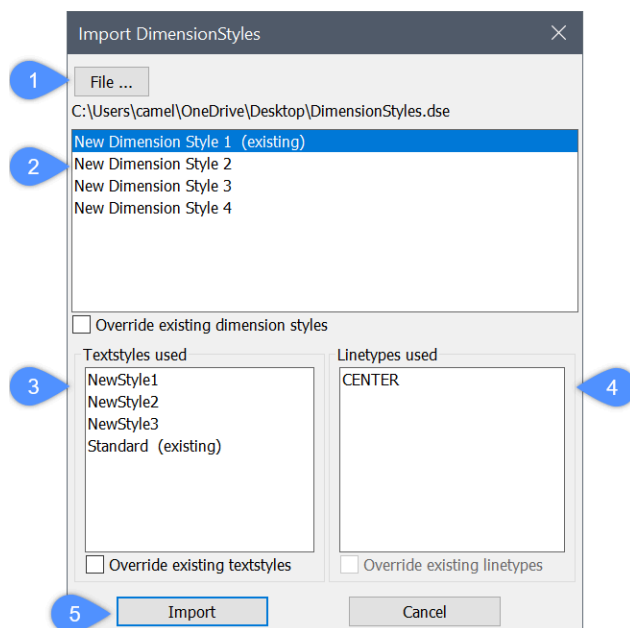 Import DimensionStyles
1
File ...
C:\Users\camel\OneDrive\Desktop\DimensionStyles.dse
New Dimension Style 1 (existing)
2
New Dimension Style 2
New Dimension Style 3
New Dimension Style 4
Override existing dimension styles
Textstyles used
Linetypes used
3
NewStyle1
NewStyle2
NewStyle3
Standard (existing)
CENTER
4
Override existing textstyles
Override existing linetypes
5
Import
Cancel